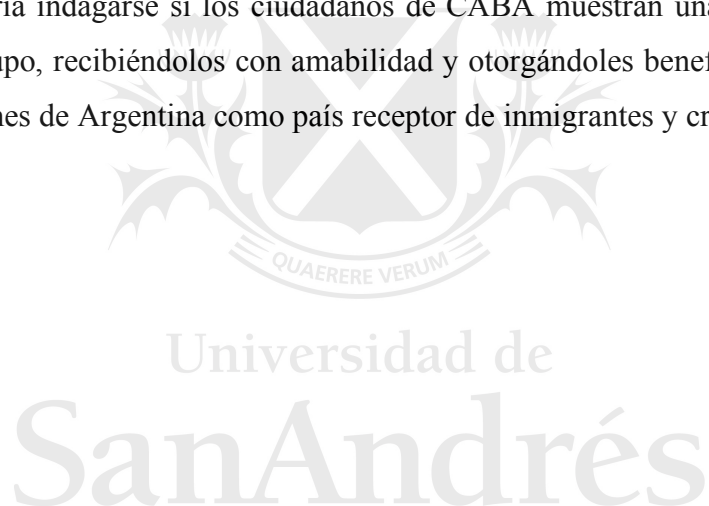 ría indagarse si los ciudadanos de CABA muestran una
upo, recibiéndolos con amabilidad y otorgándoles benef
nes de Argentina como país receptor de inmigrantes y cr
QUAERERE VERUM
Universidad de
SanAndrés